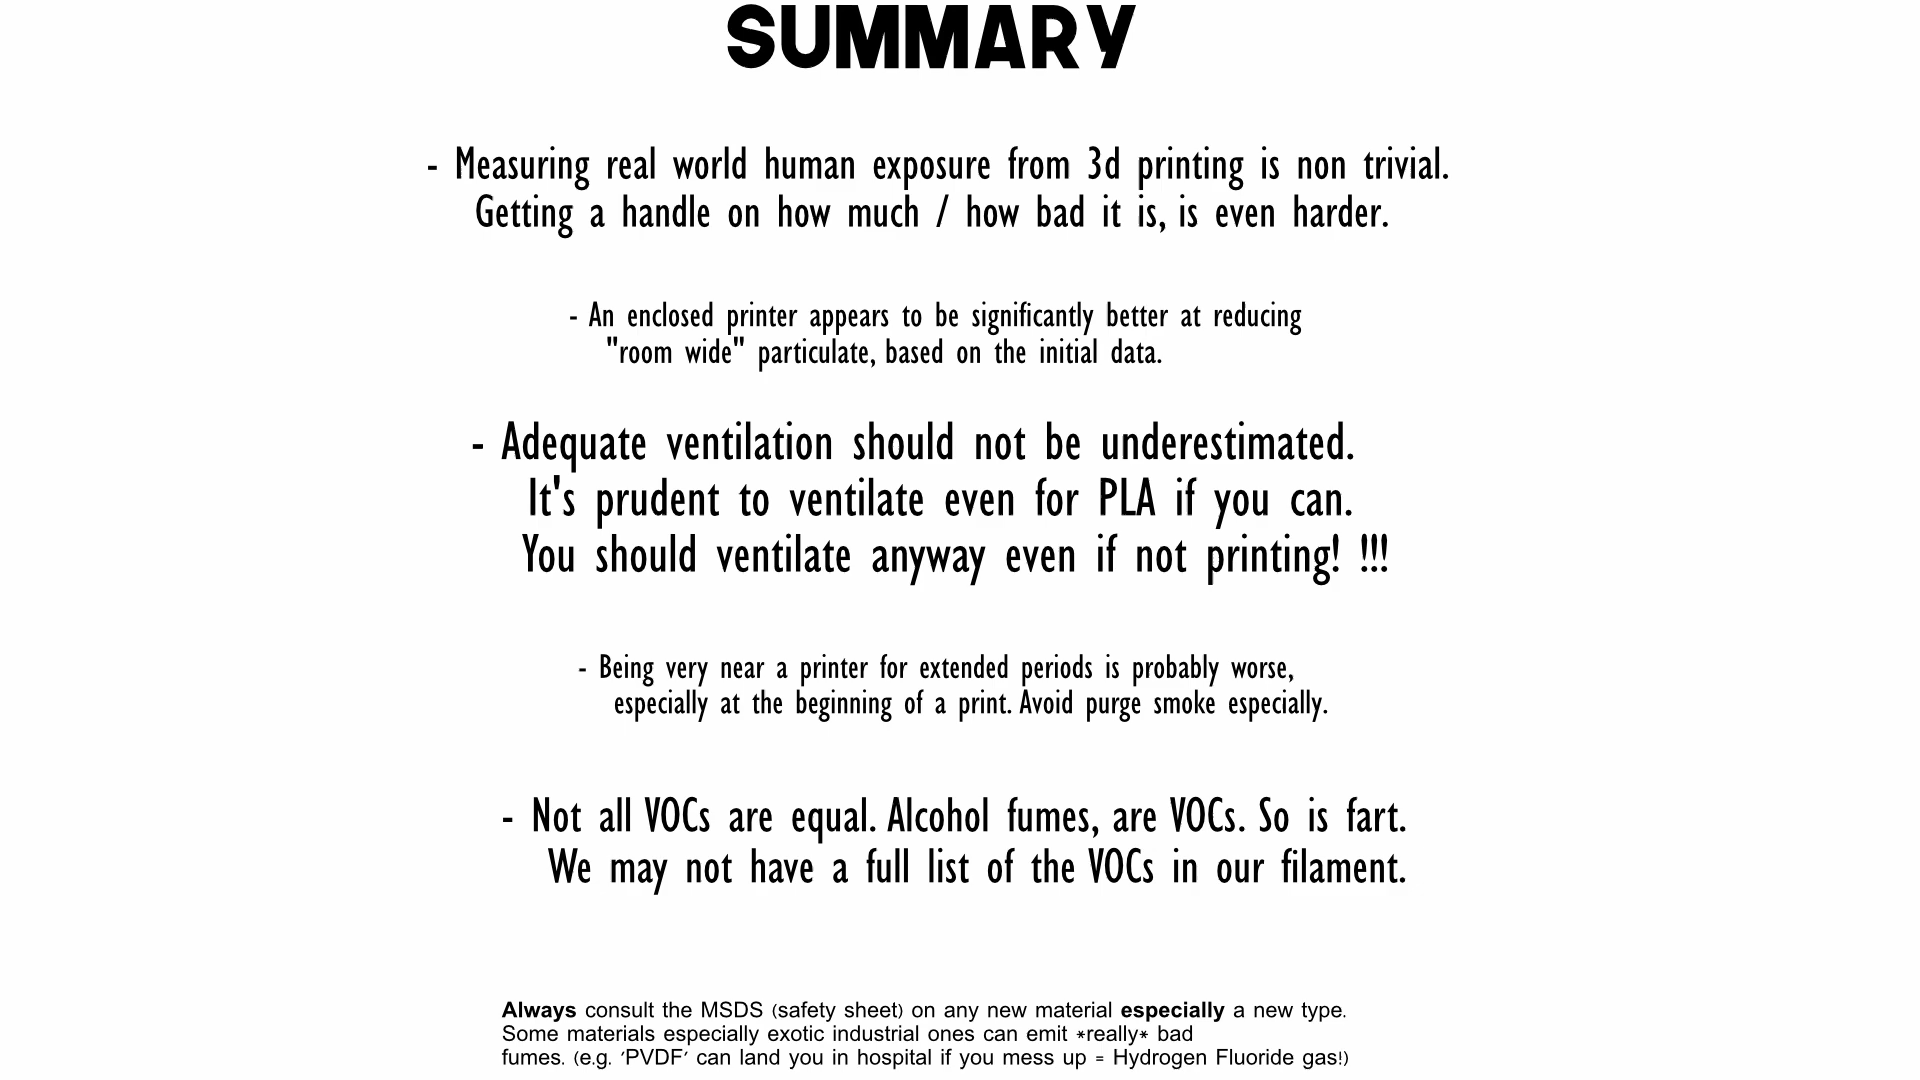 SUMMARY
- Measuring real world human exposure from 3d printing is non trivial.
Getting a handle on how much / how bad it is, is even harder.
- An enclosed printer appears to be significantly better at reducing
"room wide" particulate, based on the initial data.
- Adequate ventilation should not be underestimated.
It's prudent to ventilate even for PLA if you can.
You should ventilate anyway even if not printing! !!!
- Being very near a printer for extended periods is probably worse,
especially at the beginning of a print. Avoid purge smoke especially.
- Not all VOCs are equal. Alcohol fumes, are VOCs. So is fart.
We may not have a full list of the VOCs in our filament.
Always consult the MSDS (safety sheet) on any new material especially a new type.
Some materials especially exotic industrial ones can emit *really* bad
fumes. (e.g. 'PVDF' can land you in hospital if you mess up = Hydrogen Fluoride gas!)